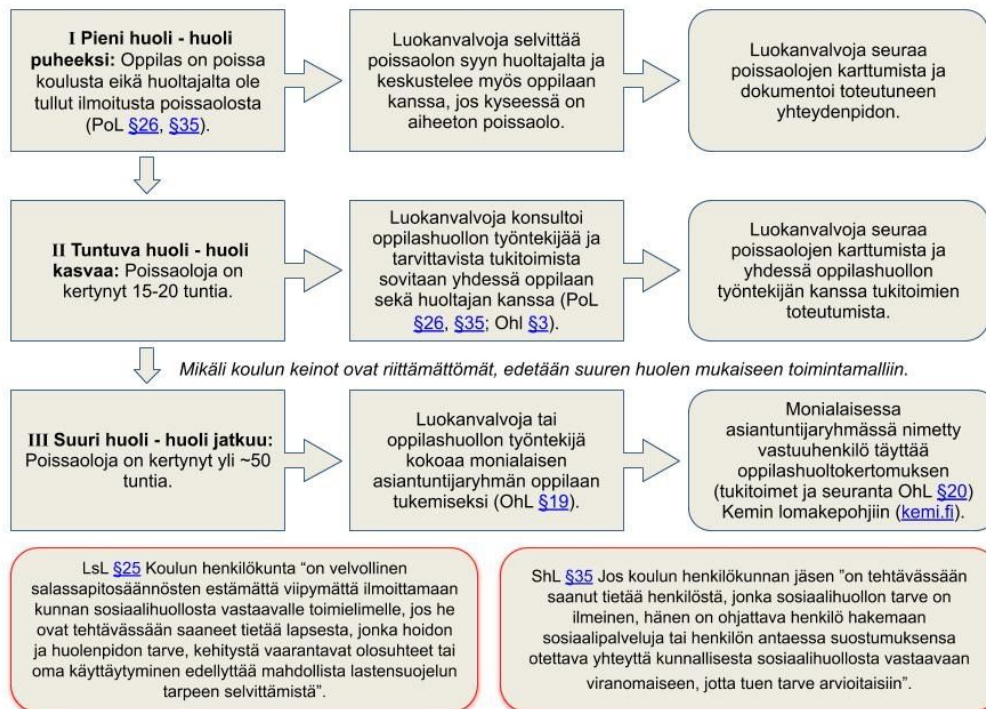 I Pieni huoli - huoli
puheeksi: Oppilas on poissa
koulusta eikä huoltajalta ole
tullut ilmoitusta poissaolosta
(PoL §26, §35).
Luokanvalvoja selvittää
poissaolon syyn huoltajalta ja
keskustelee myös oppilaan
kanssa, jos kyseessä on
aiheeton poissaolo.
Luokanvalvoja seuraa
poissaolojen karttumista ja
dokumentoi toteutuneen
yhteydenpidon.
II Tuntuva huoli - huoli
kasvaa: Poissaoloja on
kertynyt 15-20 tuntia.
Luokanvalvoja konsultoi
oppilashuollon työntekijää ja
tarvittavista tukitoimista
sovitaan yhdessä oppilaan
sekä huoltajan kanssa (PoL
§26, §35; Ohl §3).
Luokanvalvoja seuraa
poissaolojen karttumista ja
yhdessä oppilashuollon
työntekijän kanssa tukitoimien
toteutumista.
Mikäli koulun keinot ovat riittämättömät, edetään suuren huolen mukaiseen toimintamalliin.
III Suuri huoli - huoli jatkuu:
Poissaoloja on kertynyt yli ~50
tuntia.
Luokanvalvoja tai
oppilashuollon työntekijä
kokoaa monialaisen
asiantuntijaryhmän oppilaan
tukemiseksi (OhL §19).
Monialaisessa
asiantuntijaryhmässä nimetty
vastuuhenkilö täyttää
oppilashuoltokertomuksen
(tukitoimet ja seuranta OhL §20)
Kemin lomakepohjiin (kemi.fi).
LsL §25 Koulun henkilökunta “on velvollinen
salassapitosäännösten estämättä viipymättä ilmoittamaan
kunnan sosiaalihuollosta vastaavalle toimielimelle, jos he
ovat tehtävässään saaneet tietää lapsesta, jonka hoidon
ja huolenpidon tarve, kehitystä vaarantavat olosuhteet tai
oma käyttäytyminen edellyttää mahdollista lastensuojelun
tarpeen selvittämistä”.
ShL §35 Jos koulun henkilökunnan jäsen ”on tehtävässään
saanut tietää henkilöstä, jonka sosiaalihuollon tarve on
ilmeinen, hänen on ohjattava henkilö hakemaan
sosiaalipalveluja tai henkilön antaessa suostumuksensa
otettava yhteyttä kunnallisesta sosiaalihuollosta vastaavaan
viranomaiseen, jotta tuen tarve arvioitaisiin”.